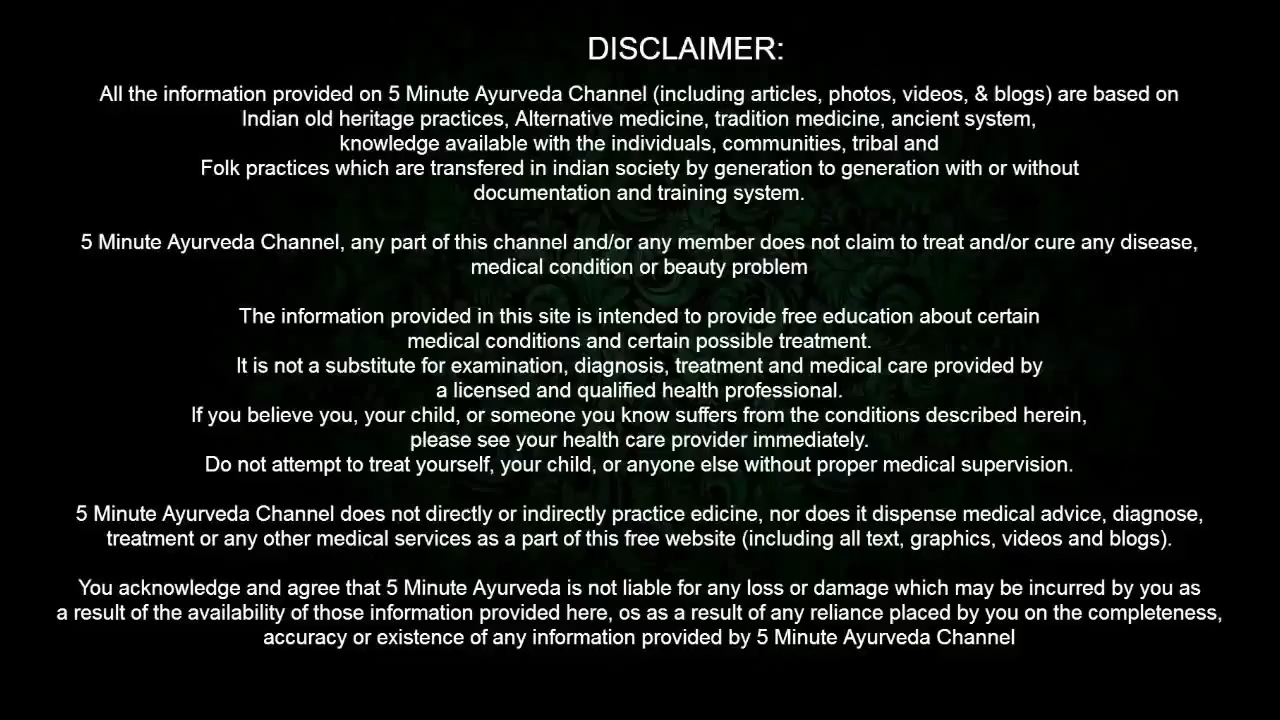 DISCLAIMER:
All the information provided on 5 Minute Ayurveda Channel (including articles, photos, videos, & blogs) are based on
Indian old heritage practices, Alternative medicine, tradition medicine, ancient system,
knowledge available with the individuals, communities, tribal and
Folk practices which are transfered in indian society by generation to generation with or without
documentation and training system.
5 Minute Ayurveda Channel, any part of this channel and/or any member does not claim to treat and/or cure any disease,
medical condition or beauty problem
The information provided in this site is intended to provide free education about certain
medical conditions and certain possible treatment.
It is not a substitute for examination, diagnosis, treatment and medical care provided by
a licensed and qualified health professional.
If you believe you, your child, or someone you know suffers from the conditions described herein,
please see your health care provider immediately.
Do not attempt to treat yourself, your child, or anyone else without proper medical supervision.
5 Minute Ayurveda Channel does not directly or indirectly practice edicine, nor does it dispense medical advice, diagnose,
treatment or any other medical services as a part of this free website (including all text, graphics, videos and blogs).
You acknowledge and agree that 5 Minute Ayurveda is not liable for any loss or damage which may be incurred by you as
a result of the availability of those information provided here, os as a result of any reliance placed by you on the completeness,
accuracy or existence of any information provided by 5 Minute Ayurveda Channel